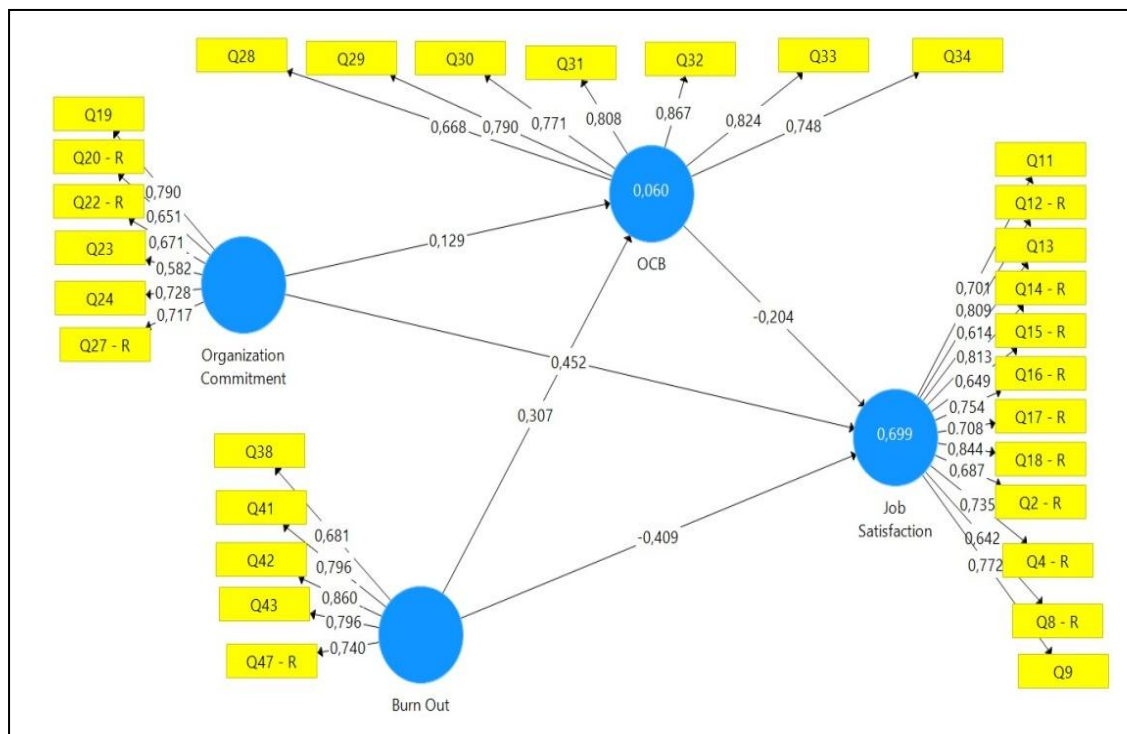 Q28
Q29
Q30
Q31
Q32
Q33
Q34
0,668
0,790
0,771
0,808
0,867
0,824
0,748
Q19
Q20 - R
Q22 - R
Q23
Q24
Q27 - R
0,790
0,651
0,671
0,582
0,728
0,717
Organization
Commitment
0,060
OCB
0,129
-0,204
0,452
0,307
-0,409
Q38
Q41
Q42
Q43
Q47 - R
0,681
0,796
0,860
0,796
0,740
Burn Out
0,699
Job
Satisfaction
0,701
0,809
0,614
0,813
0,649
0,754
0,708
0,844
0,687
0,735
0,642
0,772
Q11
Q12 - R
Q13
Q14 - R
Q15 - R
Q16 - R
Q17 - R
Q18 - R
Q2 - R
Q4 - R
Q8 - R
Q9